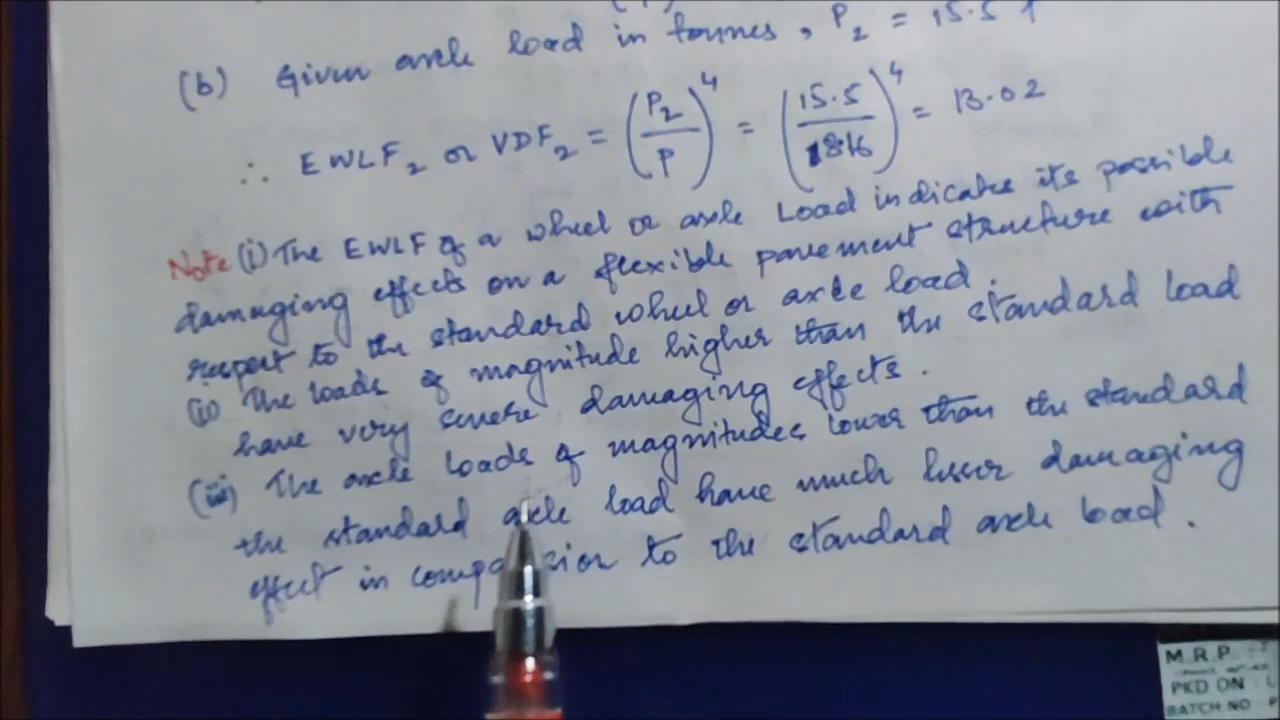 (b) Given axle load in tonnes, P₂ = 15.5
∴ EWLF₂ or VDF₂ = (P₂/P)⁴ = (15.5/8.16)⁴ = 13.02
Note (i) The EWLF of a wheel or axle Load indicates its possible
damaging effects on a flexible pavement structure with
respect to the standard wheel or axle load.
(ii) The loads of magnitude higher than the standard load
have very severe damaging effects.
(iii) The axle loads of magnitudes lower than the standard
the standard axle load have much lesser damaging
effect in to the standard axle load.
M.R.P.
PKD ON
BATCH NO